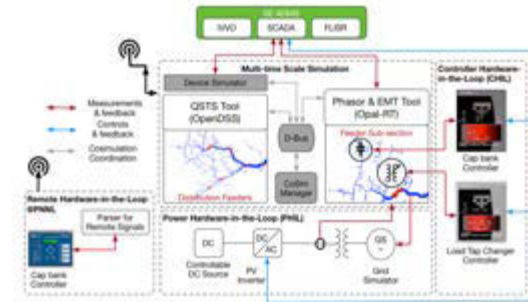 IVVO
SCADA
FLISR
Multi-time Scale Simulation
Device Simulator
QSTS Tool
(OpenDSS)
Distribution Feeders
D-Bus
CoSim
Manager
Phasor & EMT Tool
(Opal-RT)
Feeder Sub-section
Controller Hardware-
in-the-Loop (CHIL)
Cap bank
Controller
Load Tap Changer
Controller
Measurements
& feedback
Controls
& feedback
Cosimulation
Coordination
Remote Hardware-in-the-Loop
@PNNL
Parser for
Remote Signals
Cap bank
Controller
Power Hardware-in-the-Loop (PHIL)
DC
Controllable
DC Source
DC/
AC
PV
Inverter
GS
Grid
Simulator